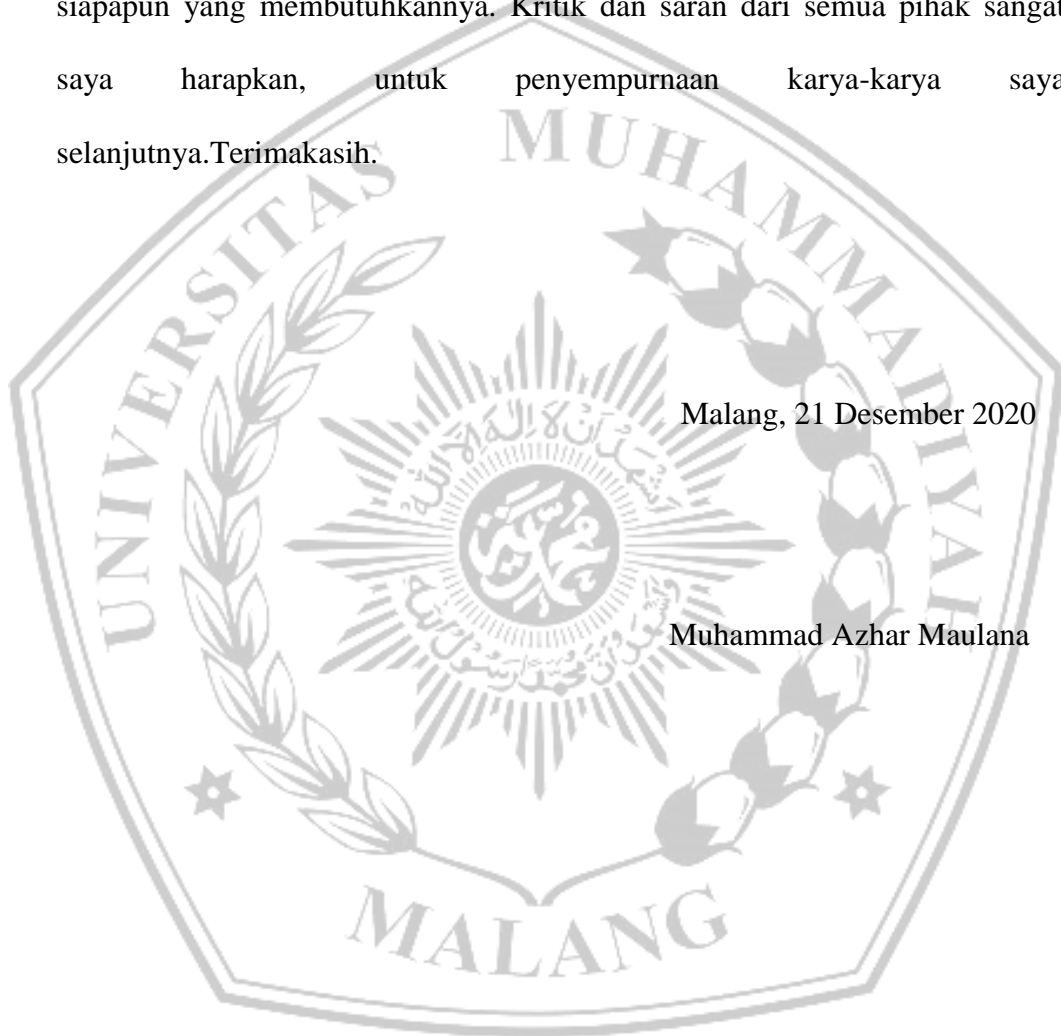 siapapun yang membutuhkannya. Kritik dan saran dari semua pihak sangat
saya harapkan, untuk penyempurnaan karya-karya saya
selanjutnya.Terimakasih.
UNIVERSITAS MUHAMMADIYAH
Malang, 21 Desember 2020
Muhammad Azhar Maulana
MALANG